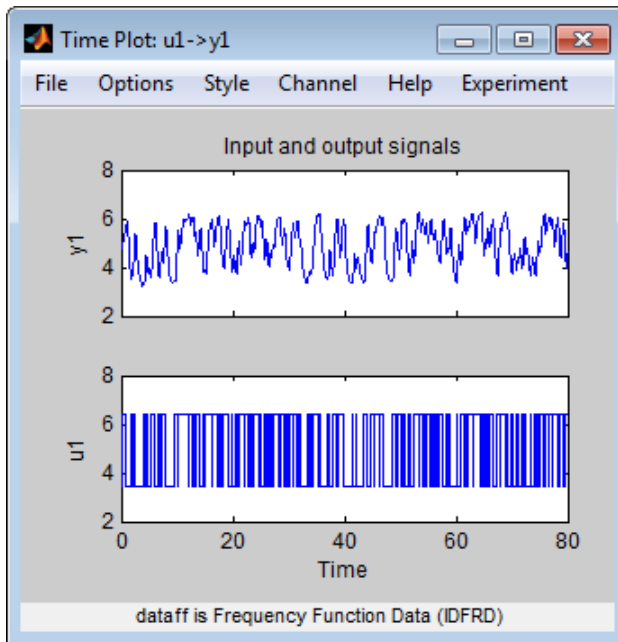 Time Plot: u1->y1
File Options Style Channel Help Experiment
Input and output signals
8
6
4
2
y1
8
6
4
2
u1
0 20 40 60 80
Time
dataff is Frequency Function Data (IDFRD)